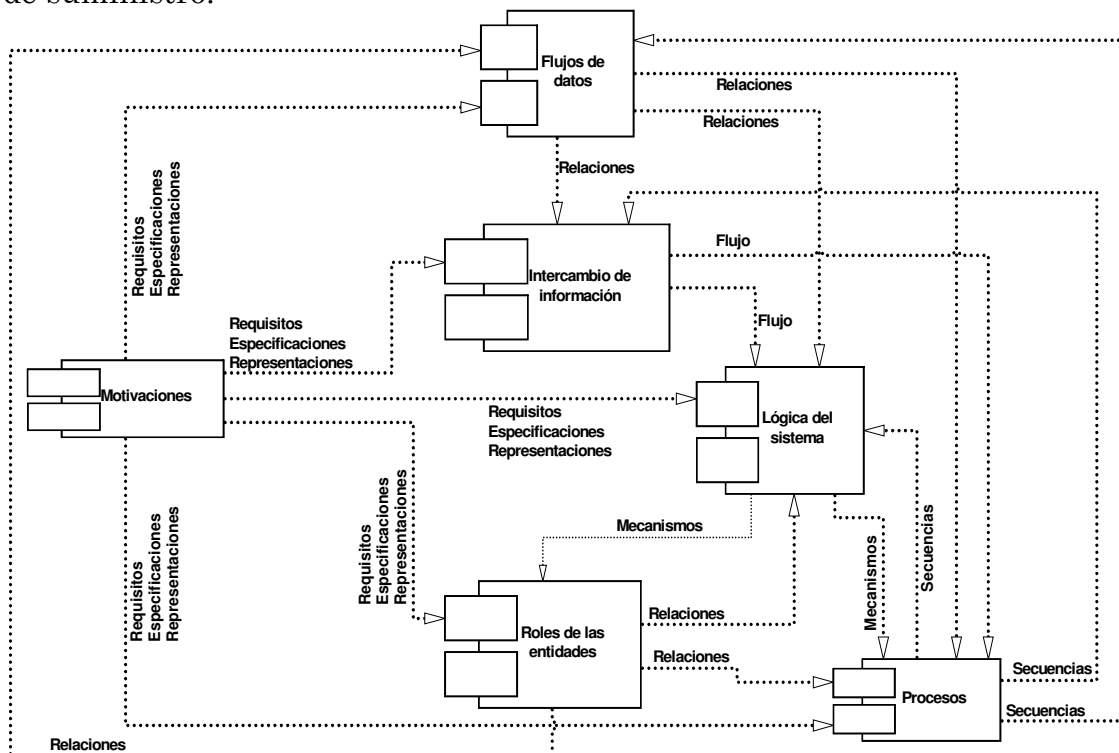 de suministro.
Flujos de
datos
Relaciones
Relaciones
Relaciones
Requisitos
Especificaciones
Representaciones
Flujo
Intercambio de
información
Requisitos
Especificaciones
Representaciones
Flujo
Motivaciones
Requisitos
Especificaciones
Representaciones
Lógica del
sistema
Requisitos
Especificaciones
Representaciones
Requisitos
Especificaciones
Representaciones
Mecanismos
Mecanismos
Secuencias
Roles de las
entidades
Relaciones
Relaciones
Procesos
Secuencias
Secuencias
Relaciones